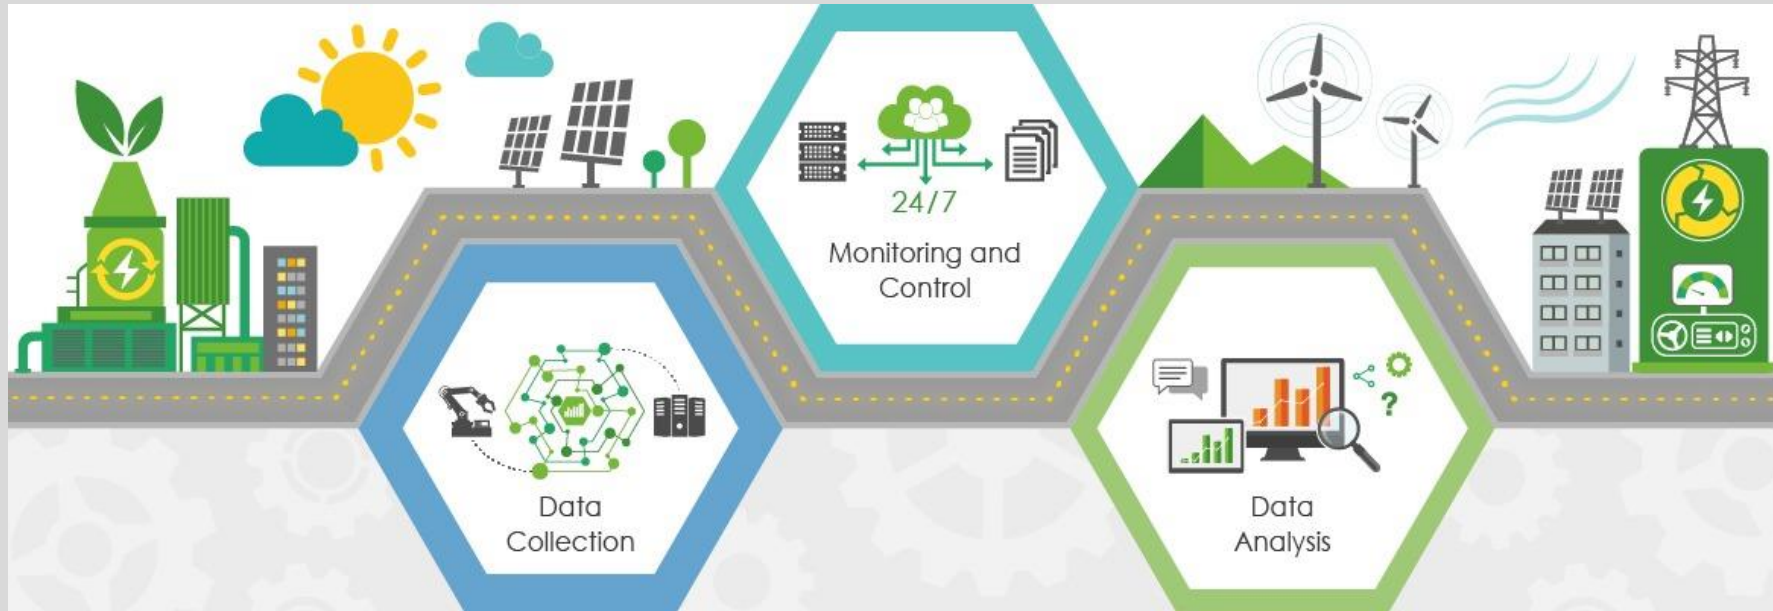 24/7
Monitoring and
Control
Data
Collection
?
Data
Analysis